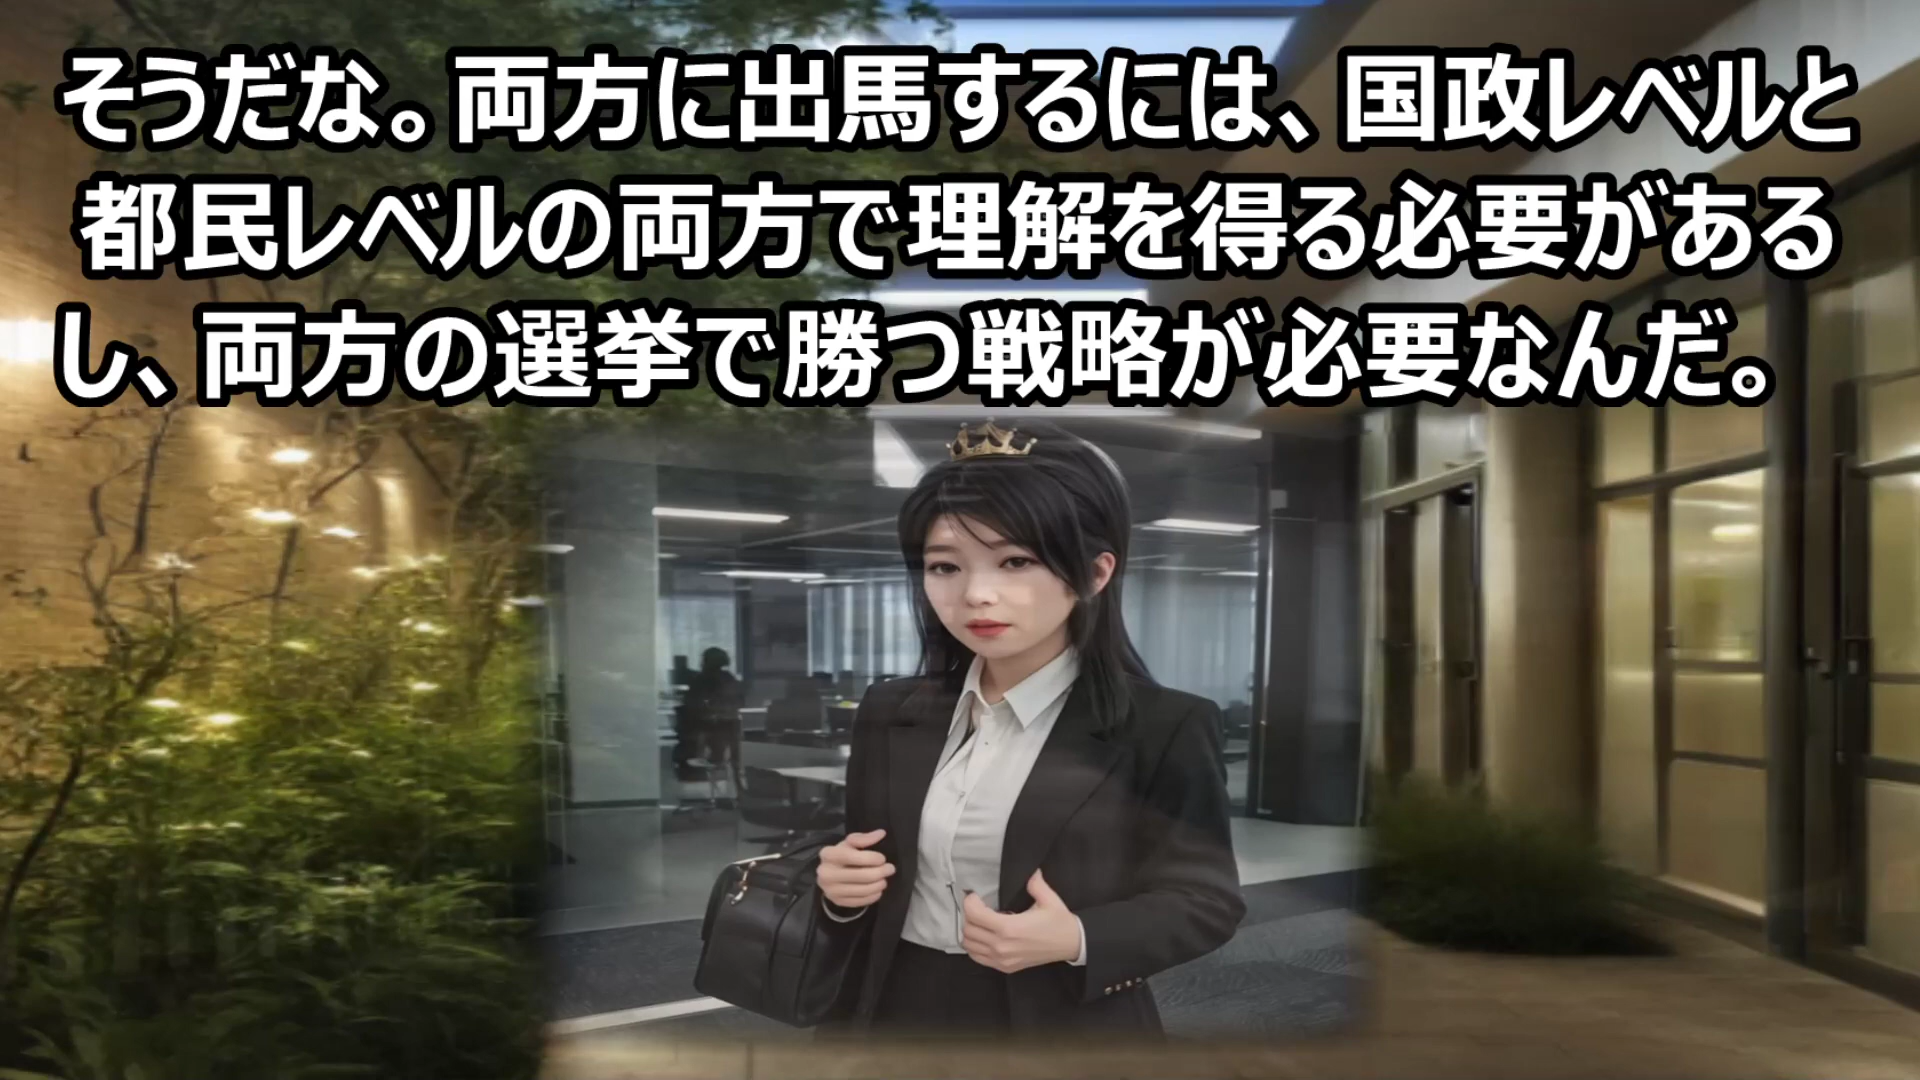 そうだな。両方に出馬するには、国政レベルと
都民レベルの両方で理解を得る必要がある
し、両方の選挙で勝つ戦略が必要なんだ。